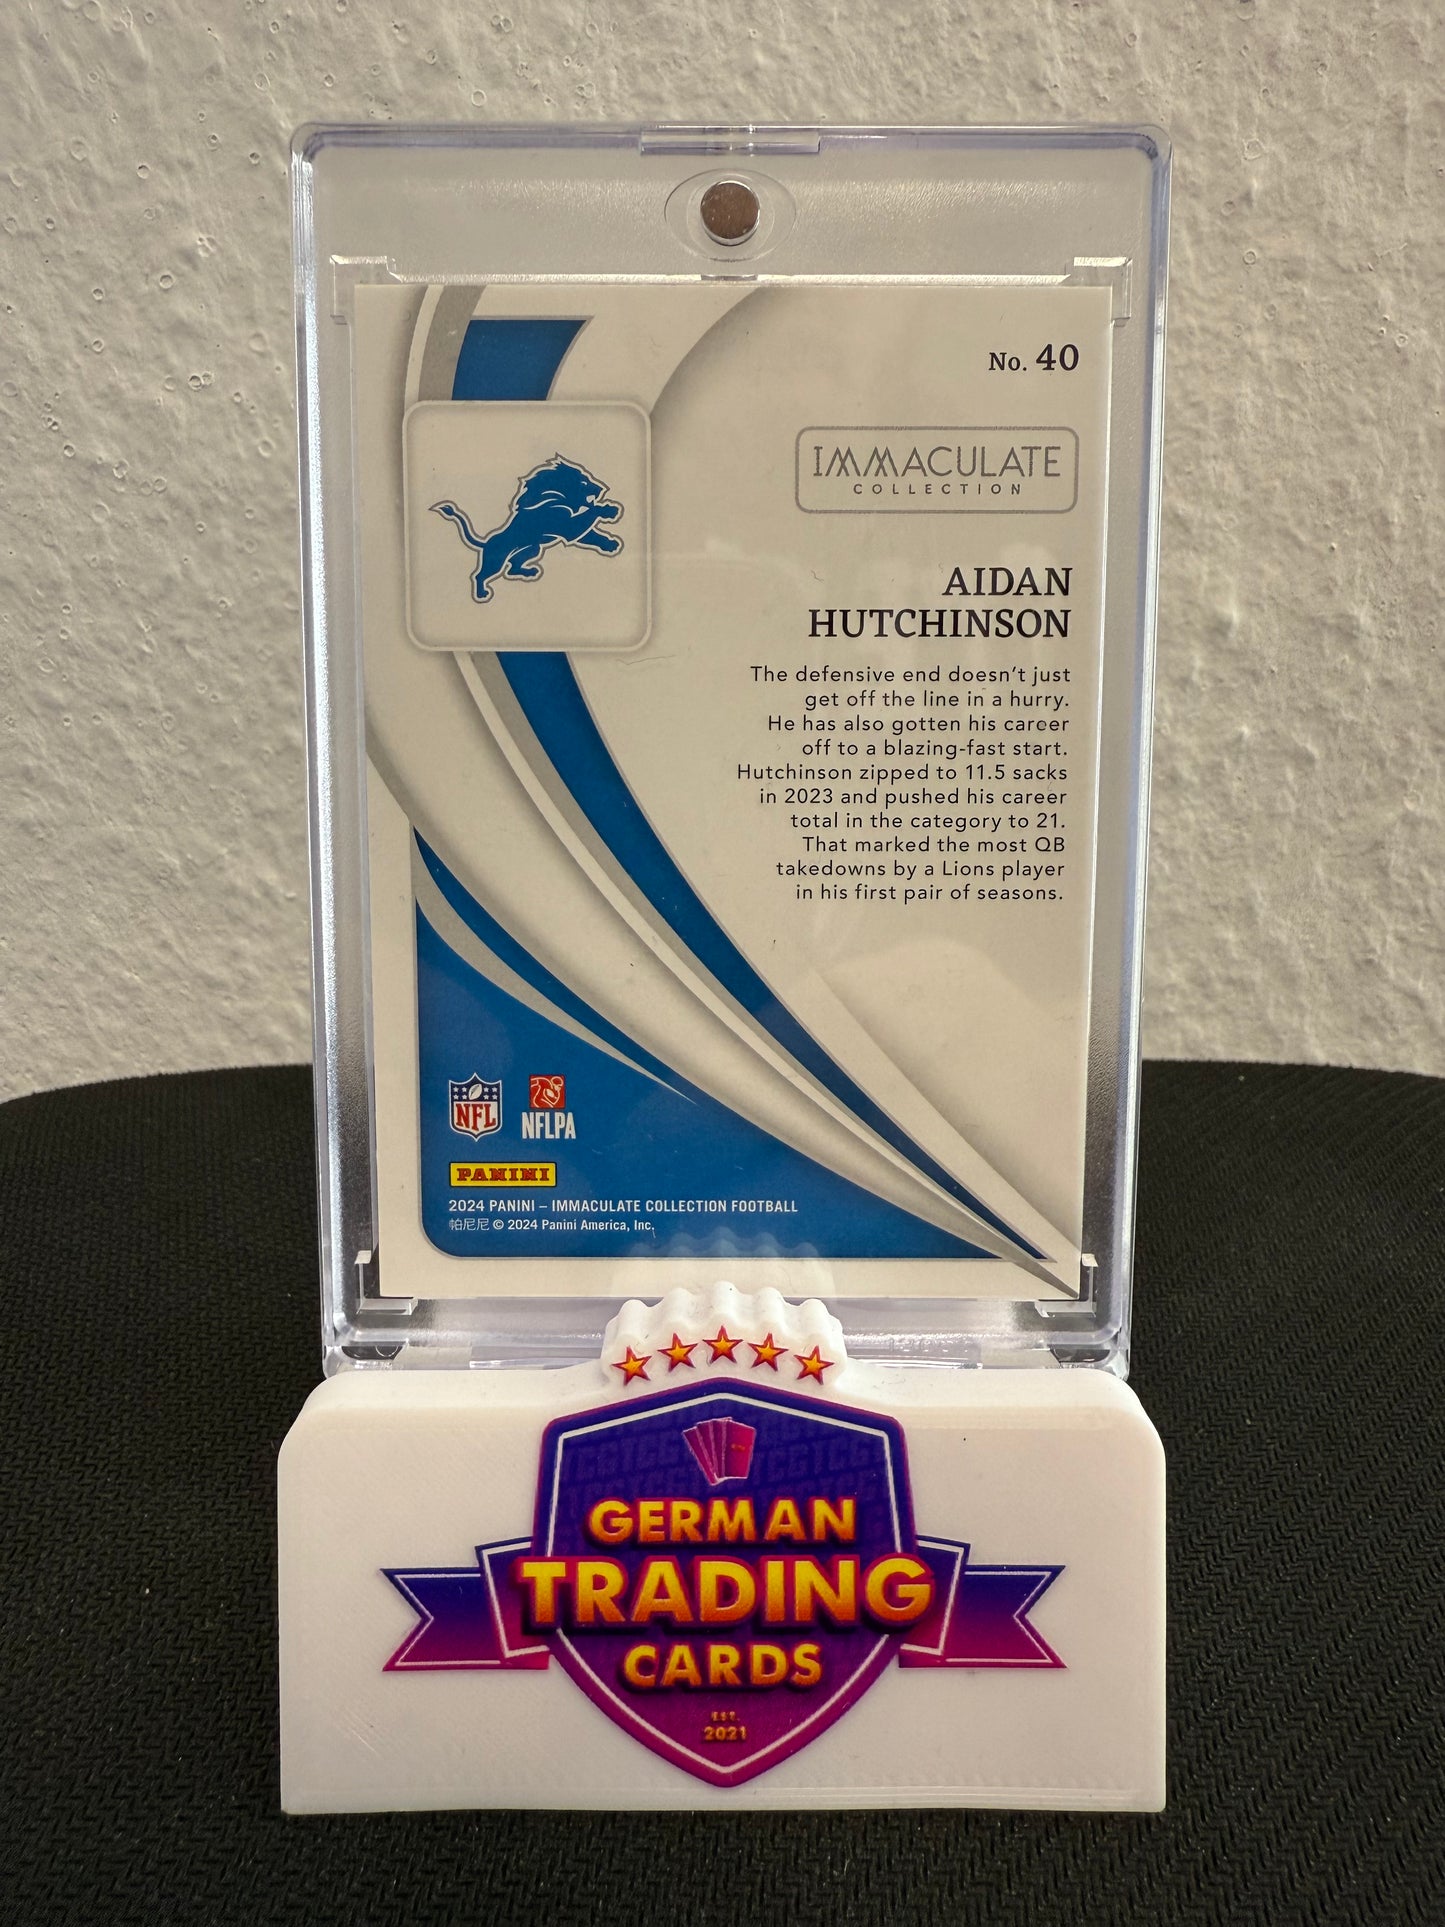 No. 40
IMMACULATE
COLLECTION
AIDAN
HUTCHINSON
The defensive end doesn't just
get off the line in a hurry.
He has also gotten his career
off to a blazing-fast start.
Hutchinson zipped to 11.5 sacks
in 2023 and pushed his career
total in the category to 21.
That marked the most QB
takedowns by a Lions player
in his first pair of seasons.
NFL
NFLPA
PANINI
2024 PANINI – IMMACULATE COLLECTION FOOTBALL
帕尼尼 © 2024 Panini America, Inc.
GERMAN
TRADING
CARDS
EST.
2021